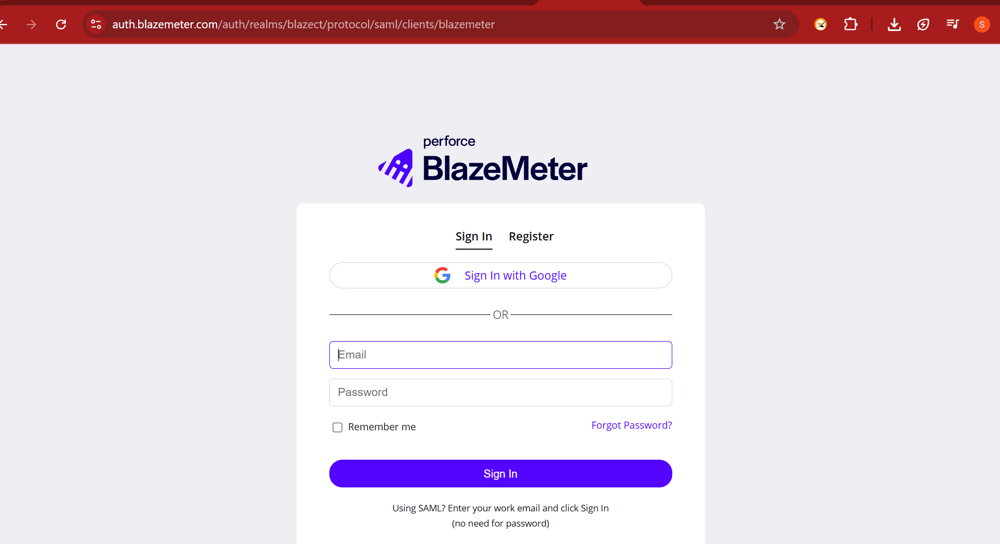 auth.blazemeter.com/auth/realms/blazect/protocol/saml/clients/blazemeter
S
perforce
BlazeMeter
Sign In Register
Sign In with Google
OR
Email
Password
Remember me Forgot Password?
Sign In
Using SAML? Enter your work email and click Sign In
(no need for password)